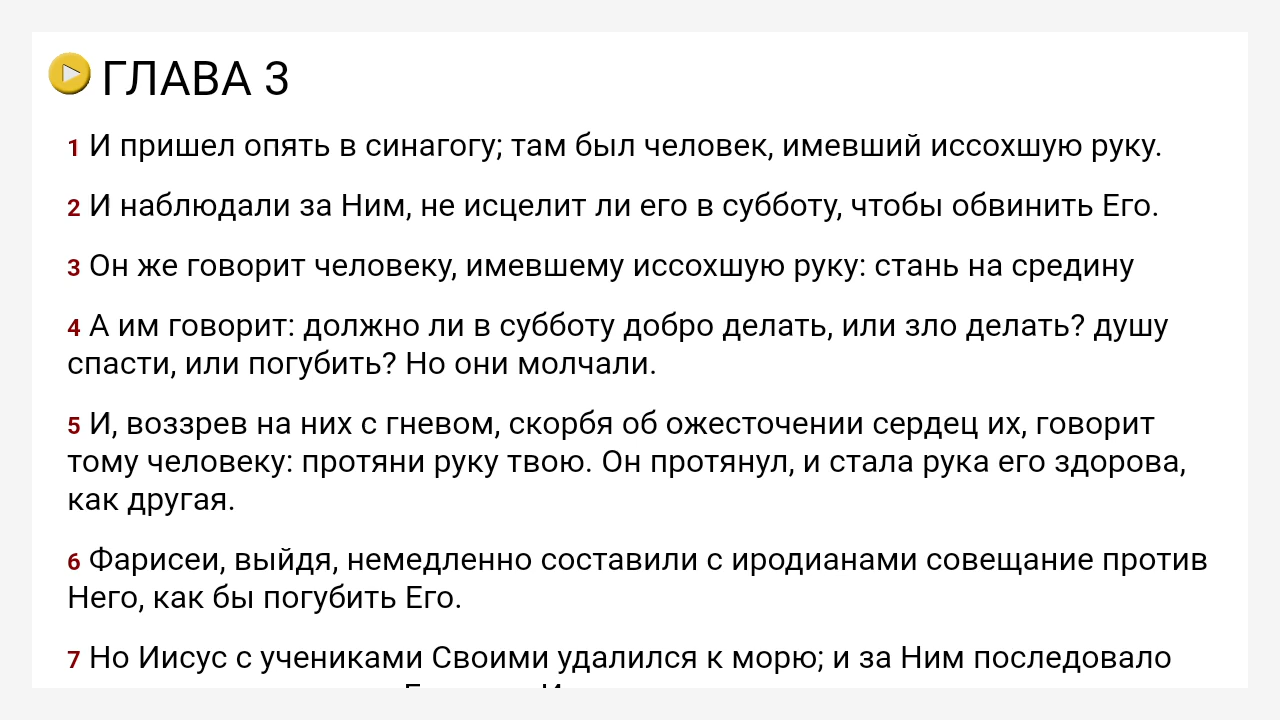 ГЛАВА 3
1 И пришел опять в синагогу; там был человек, имевший иссохшую руку.
2 И наблюдали за Ним, не исцелит ли его в субботу, чтобы обвинить Его.
3 Он же говорит человеку, имевшему иссохшую руку: стань на средину
4 А им говорит: должно ли в субботу добро делать, или зло делать? душу
спасти, или погубить? Но они молчали.
5 И, воззрев на них с гневом, скорбя об ожесточении сердец их, говорит
тому человеку: протяни руку твою. Он протянул, и стала рука его здорова,
как другая.
6 Фарисеи, выйдя, немедленно составили с иродианами совещание против
Него, как бы погубить Его.
7 Но Иисус с учениками Своими удалился к морю; и за Ним последовало